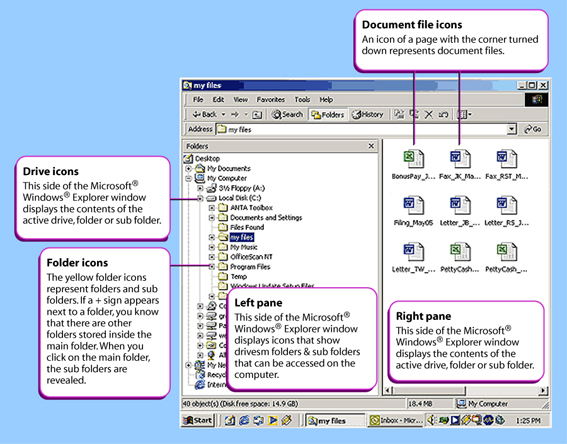 Document file icons
An icon of a page with the corner turned
down represents document files.
my files
File Edit View Favorites Tools Help
Back Search Folders History
Address my files Go
Folders
Desktop
My Documents
My Computer
3½ Floppy (A:)
Local Disk (C:)
ANTA Toolbox
Documents and Settings
Files Found
my files
My Music
OfficeScan NT
Program Files
Temp
Windows Update Setup Files
BonusPay_J... Fax_JK_Ma... Fax_RST_M...
Filing_May05 Letter_JB_... Letter_RS_J...
Letter_TW_... PettyCash... PettyCash_...
Drive icons
This side of the Microsoft®
Windows® Explorer window
displays the contents of the
active drive, folder or sub folder.
Folder icons
The yellow folder icons
represent folders and sub
folders. If a + sign appears
next to a folder, you know
that there are other
folders stored inside the
main folder. When you
click on the main folder,
the sub folders are
revealed.
Left pane
This side of the Microsoft®
Windows® Explorer window
displays icons that show
drivesm folders & sub folders
that can be accessed on the
computer.
Right pane
This side of the Microsoft®
Windows® Explorer window
displays the contents of the
active drive, folder or sub folder.
My Ne
Recycl
Intern
40 object(s) (Disk free space: 14.9 GB) 18.4 MB My Computer
Start my files Inbox - Micr... 1:25 PM